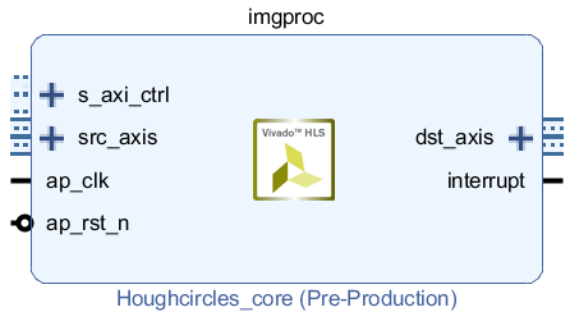 imgproc
s_axi_ctrl
src_axis
ap_clk
ap_rst_n
Vivado™ HLS
dst_axis
interrupt
Houghcircles_core (Pre-Production)